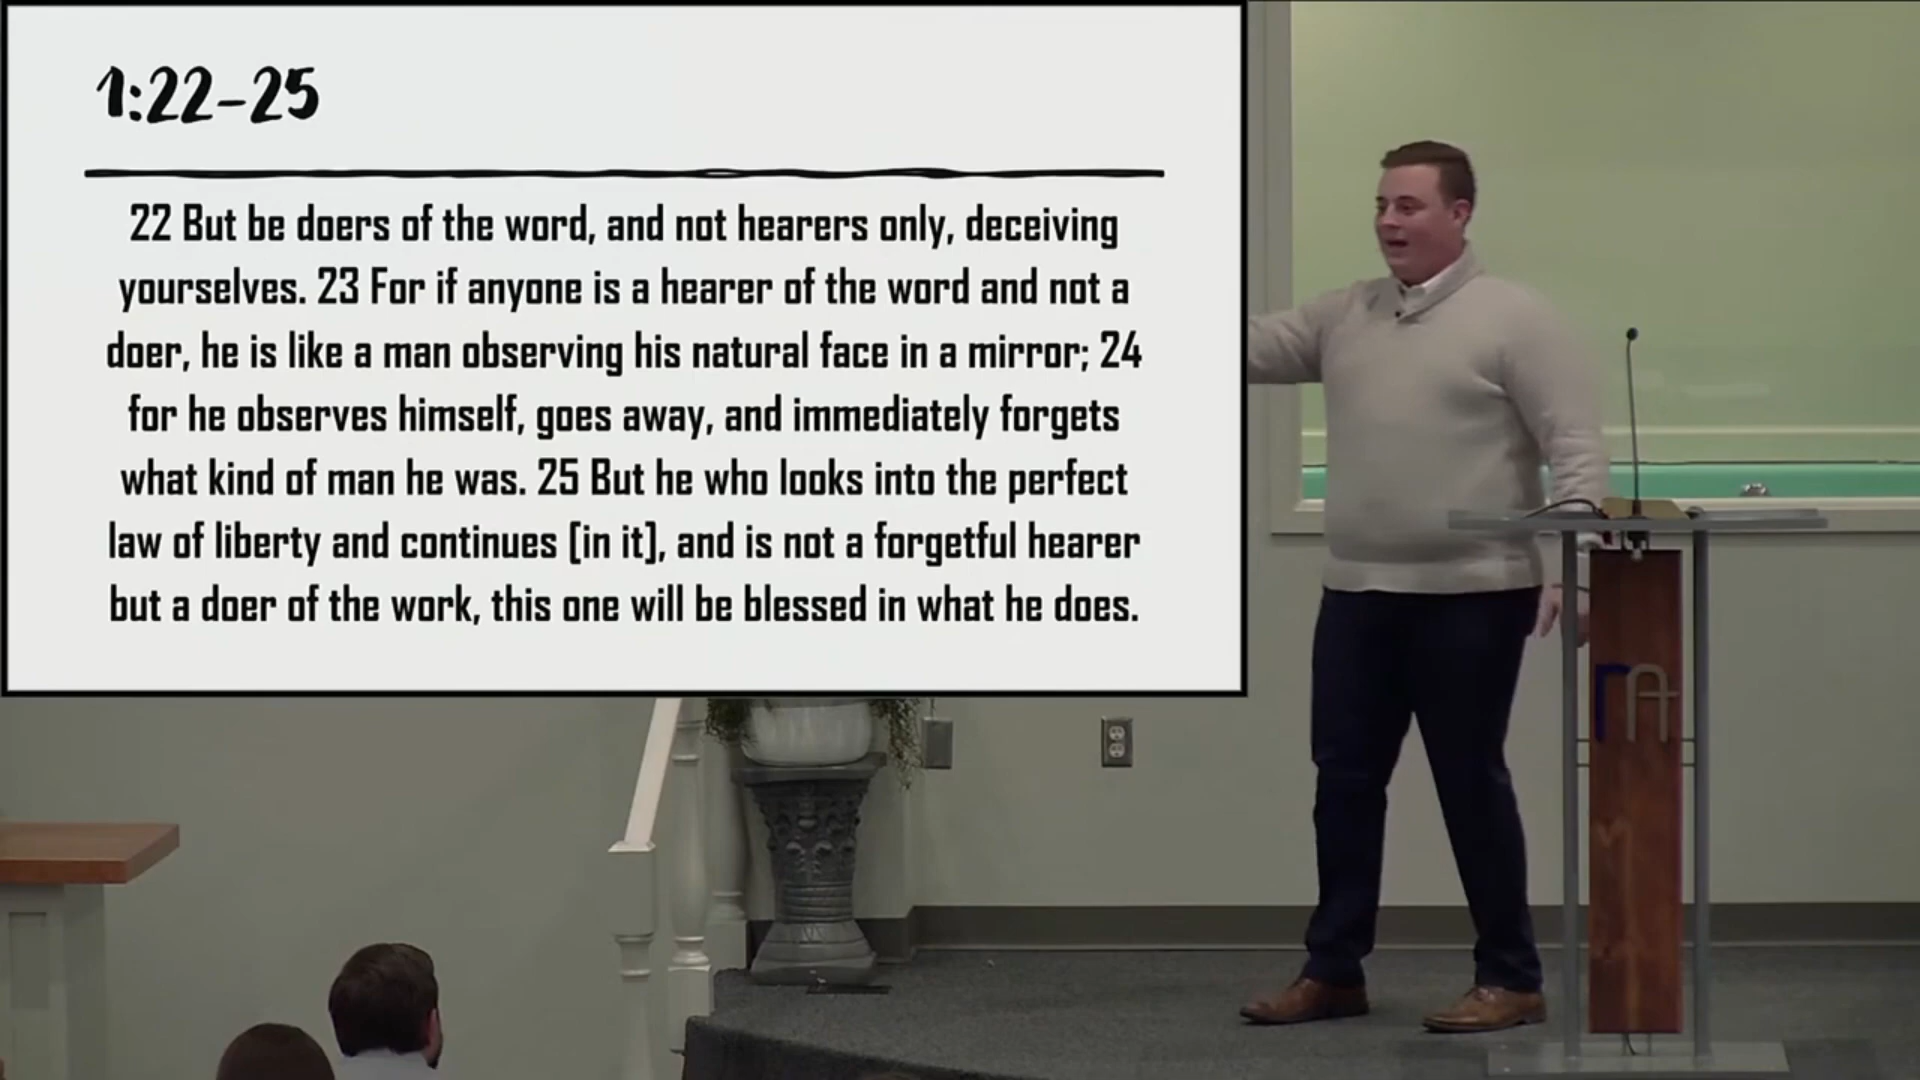 1:22-25
22 But be doers of the word, and not hearers only, deceiving
yourselves. 23 For if anyone is a hearer of the word and not a
doer, he is like a man observing his natural face in a mirror; 24
for he observes himself, goes away, and immediately forgets
what kind of man he was. 25 But he who looks into the perfect
law of liberty and continues [in it], and is not a forgetful hearer
but a doer of the work, this one will be blessed in what he does.